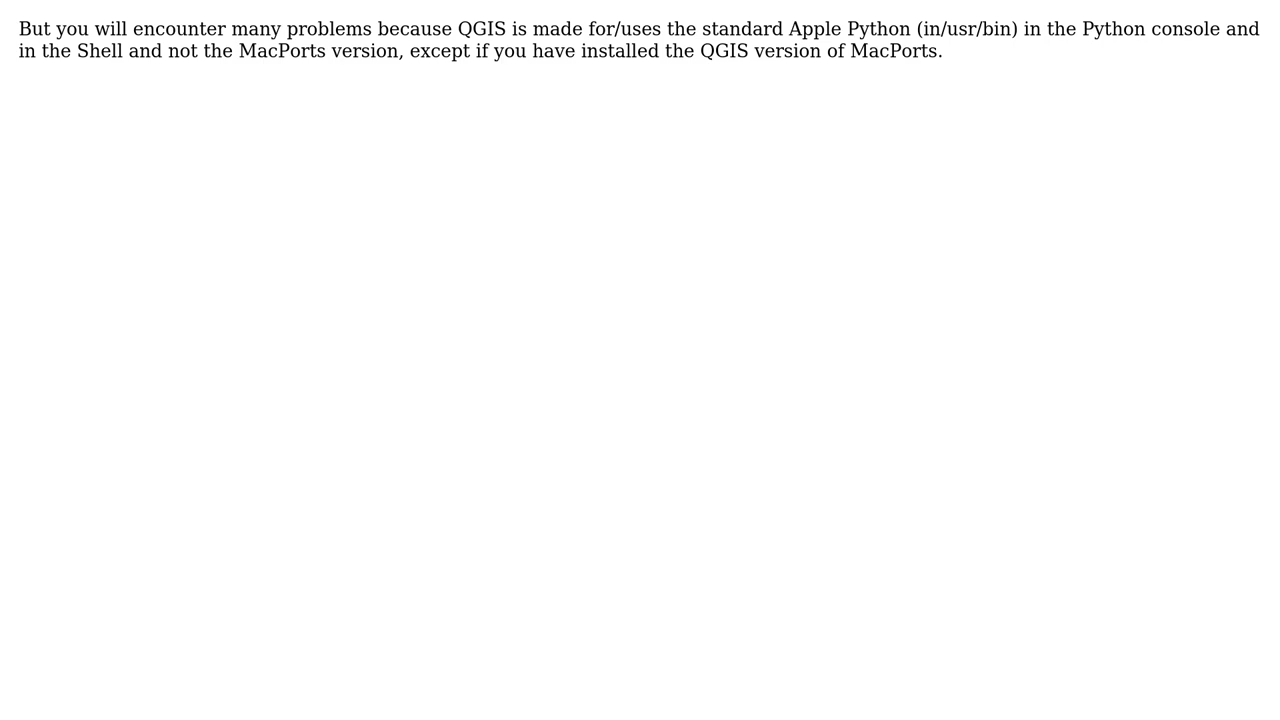 But you will encounter many problems because QGIS is made for/uses the standard Apple Python (in/usr/bin) in the Python console and
in the Shell and not the MacPorts version, except if you have installed the QGIS version of MacPorts.